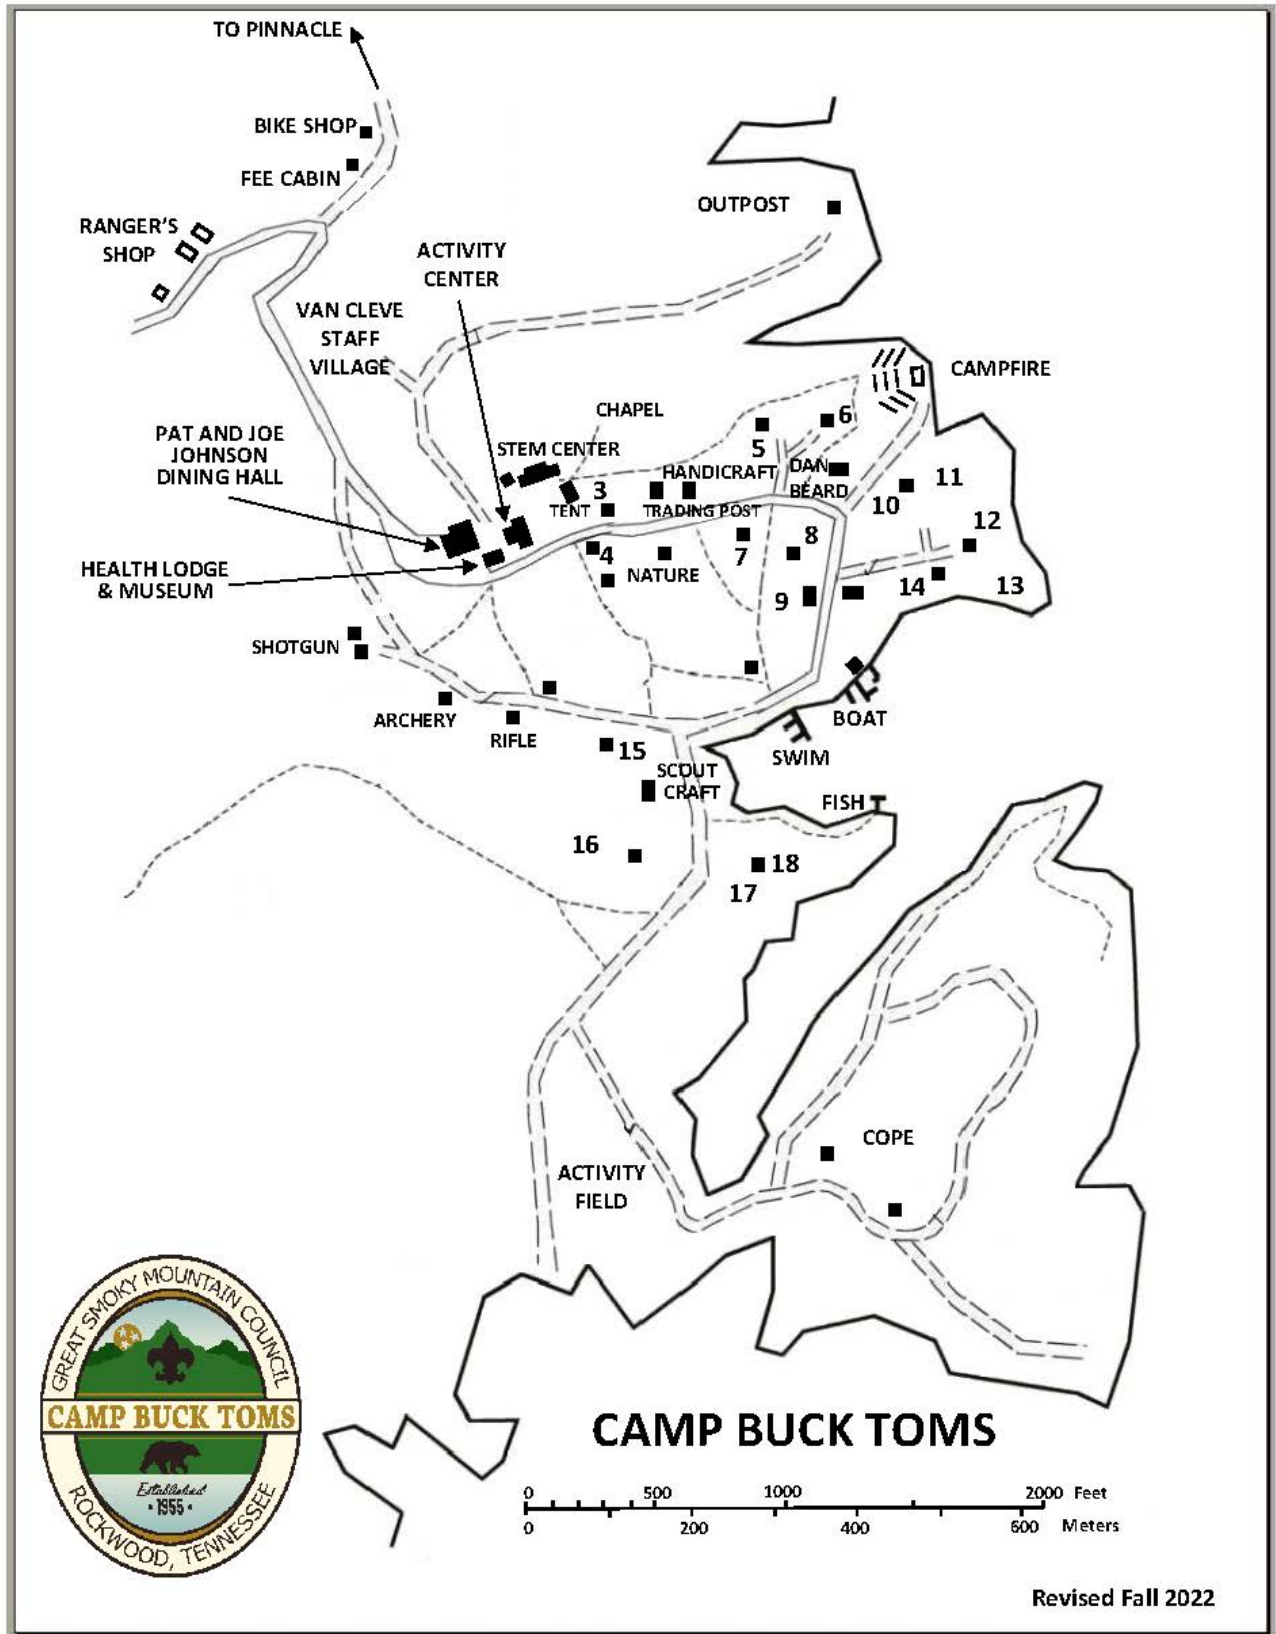 TO PINNACLE
BIKE SHOP
FEE CABIN
RANGER'S
SHOP
OUTPOST
ACTIVITY
CENTER
VAN CLEVE
STAFF
VILLAGE
CAMPFIRE
CHAPEL
6
PAT AND JOE
JOHNSON
DINING HALL
STEM CENTER
5
HANDICRAFT
DAN
BEARD
3
TENT
TRADING POST
10
11
12
8
4
7
NATURE
HEALTH LODGE
& MUSEUM
9
14
13
SHOTGUN
ARCHERY
RIFLE
BOAT
SWIM
15
SCOUT
CRAFT
FISH
16
18
17
COPE
ACTIVITY
FIELD
GREAT SMOKY MOUNTAIN COUNCIL
CAMP BUCK TOMS
Established
• 1955 •
ROCKWOOD, TENNESSEE
CAMP BUCK TOMS
0 500 1000 2000 Feet
0 200 400 600 Meters
Revised Fall 2022